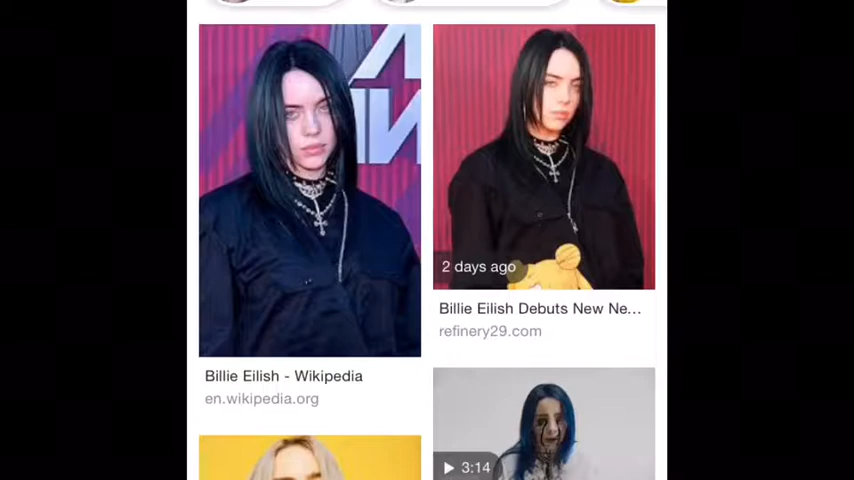 2 days ago
Billie Eilish Debuts New Ne...
refinery29.com
Billie Eilish - Wikipedia
en.wikipedia.org
3:14